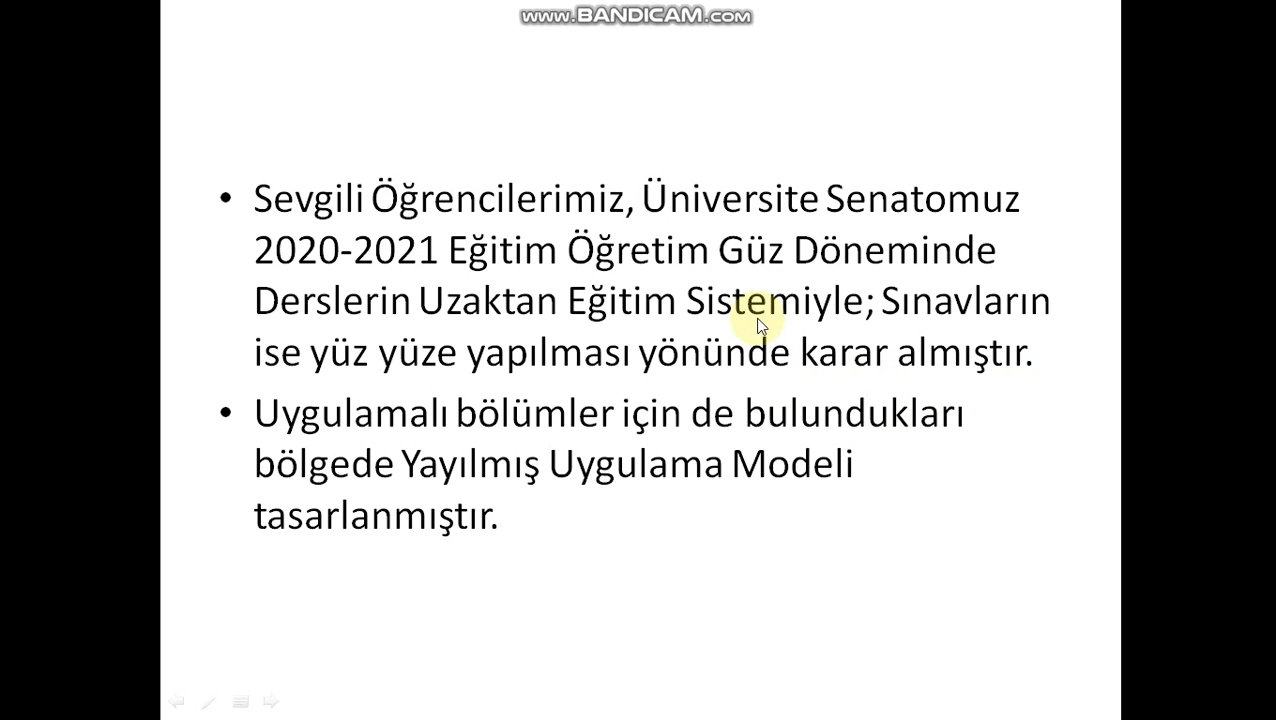 www.BANDICAM.com
• Sevgili Öğrencilerimiz, Üniversite Senatomuz
2020-2021 Eğitim Öğretim Güz Döneminde
Derslerin Uzaktan Eğitim Sistemiyle; Sınavların
ise yüz yüze yapılması yönünde karar almıştır.
• Uygulamalı bölümler için de bulundukları
bölgede Yayılmış Uygulama Modeli
tasarlanmıştır.